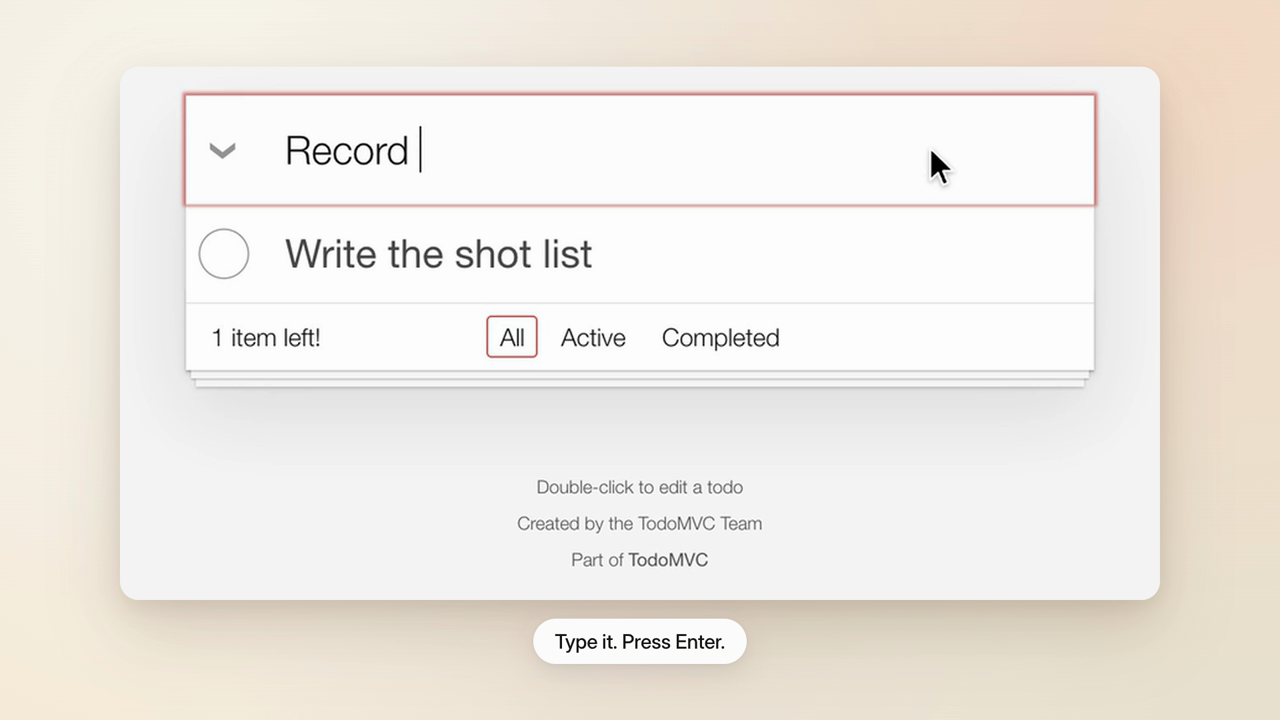 Record
Write the shot list
1 item left!
All
Active
Completed
Double-click to edit a todo
Created by the TodoMVC Team
Part of TodoMVC
Type it. Press Enter.